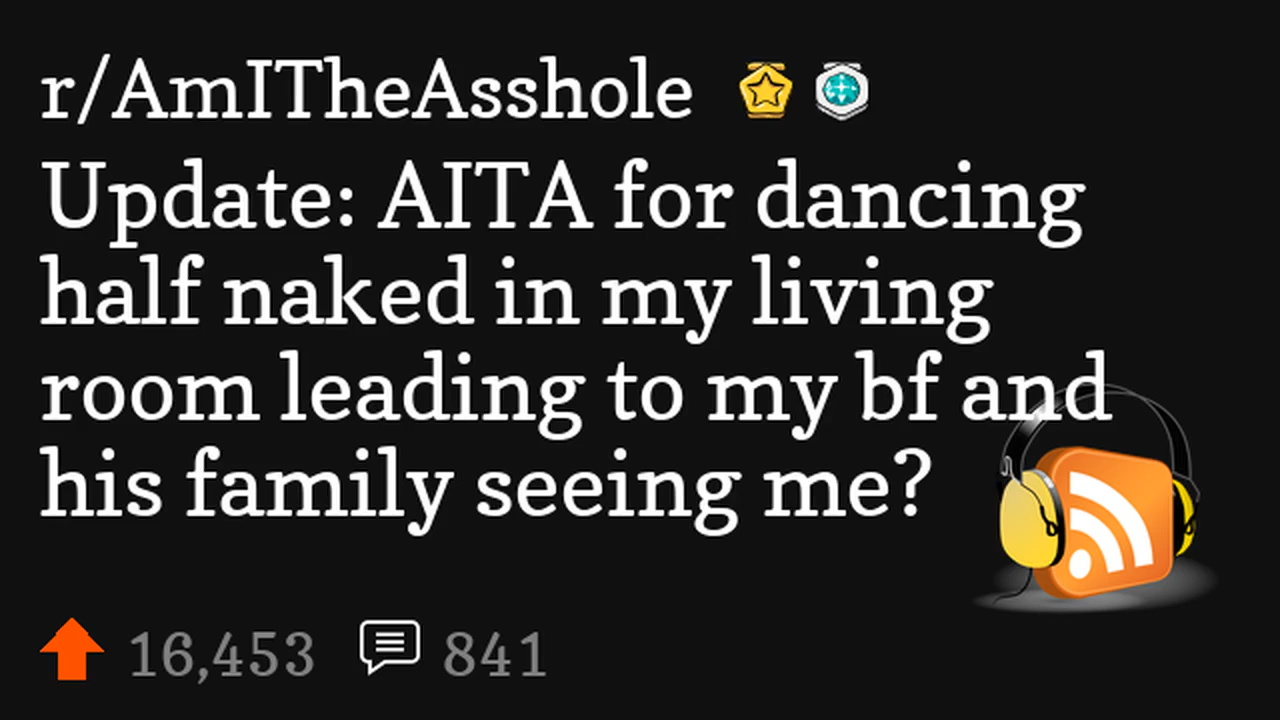 r/AmITheAsshole
Update: AITA for dancing
half naked in my living
room leading to my bf and
his family seeing me?
16,453 841